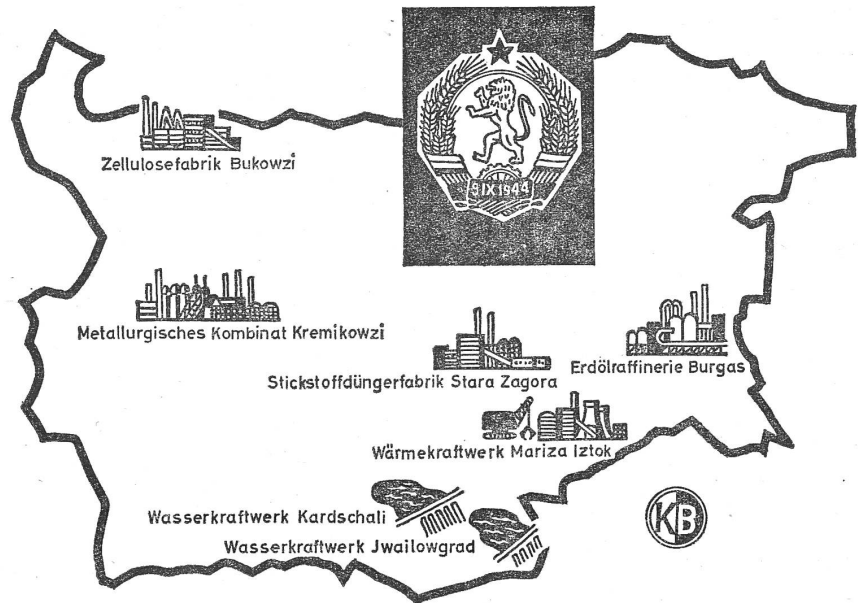 9 IX 1944
Zellulosefabrik Bukowzi
Metallurgisches Kombinat Kremikowzi
Stickstoffdüngerfabrik Stara Zagora
Erdölraffinerie Burgas
Wärmekraftwerk Mariza Iztok
Wasserkraftwerk Kardschali
Wasserkraftwerk Jwailowgrad
KB